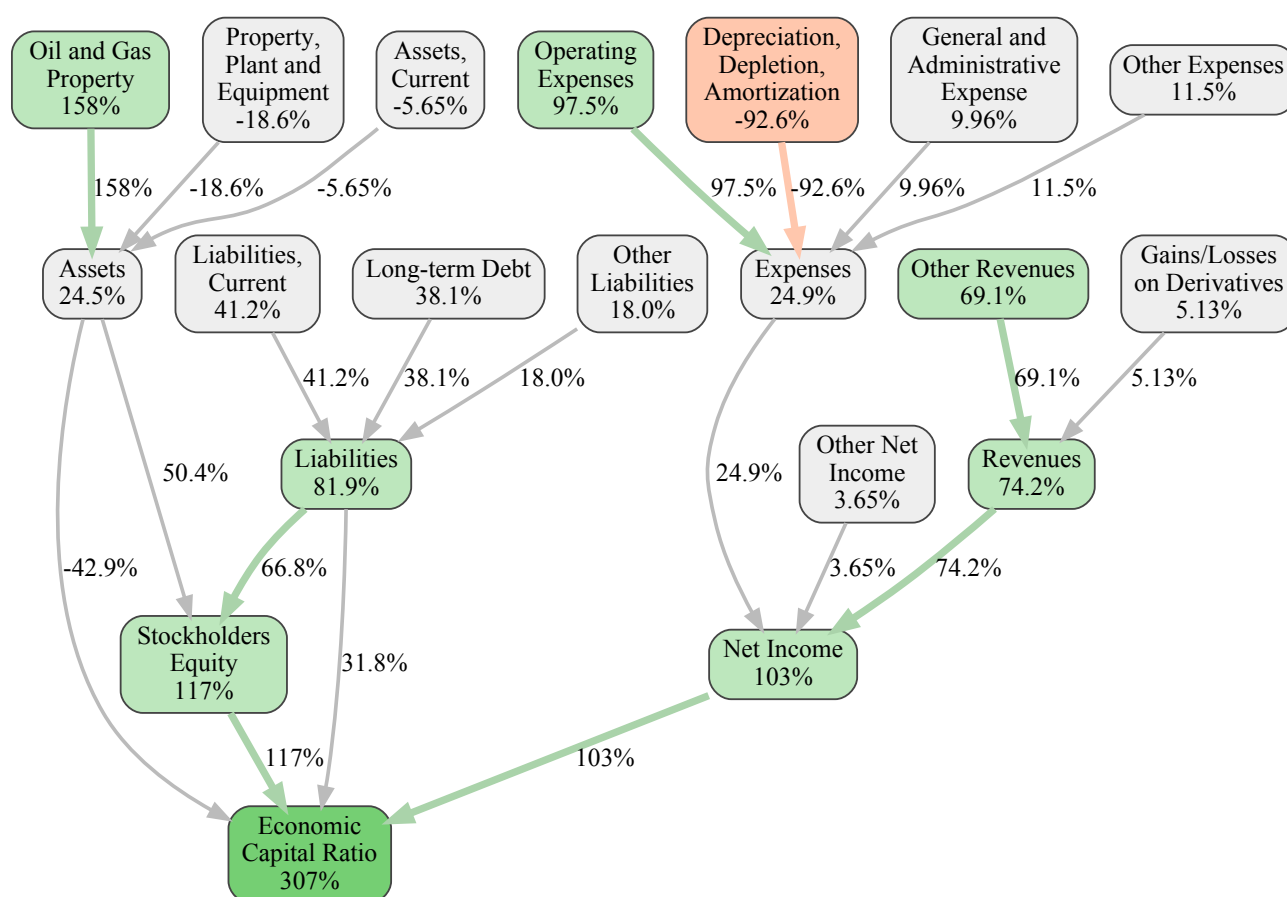 Oil and Gas
Property
158%
Property,
Plant and
Equipment
-18.6%
Assets,
Current
-5.65%
Operating
Expenses
97.5%
Depreciation,
Depletion,
Amortization
-92.6%
General and
Administrative
Expense
9.96%
Other Expenses
11.5%
158%
-18.6%
-5.65%
97.5%
-92.6%
9.96%
11.5%
Assets
24.5%
Liabilities,
Current
41.2%
Long-term Debt
38.1%
Other
Liabilities
18.0%
Expenses
24.9%
Other Revenues
69.1%
Gains/Losses
on Derivatives
5.13%
41.2%
38.1%
18.0%
69.1%
5.13%
50.4%
Liabilities
81.9%
24.9%
Other Net
Income
3.65%
Revenues
74.2%
-42.9%
66.8%
3.65%
74.2%
Stockholders
Equity
117%
31.8%
Net Income
103%
117%
103%
Economic
Capital Ratio
307%